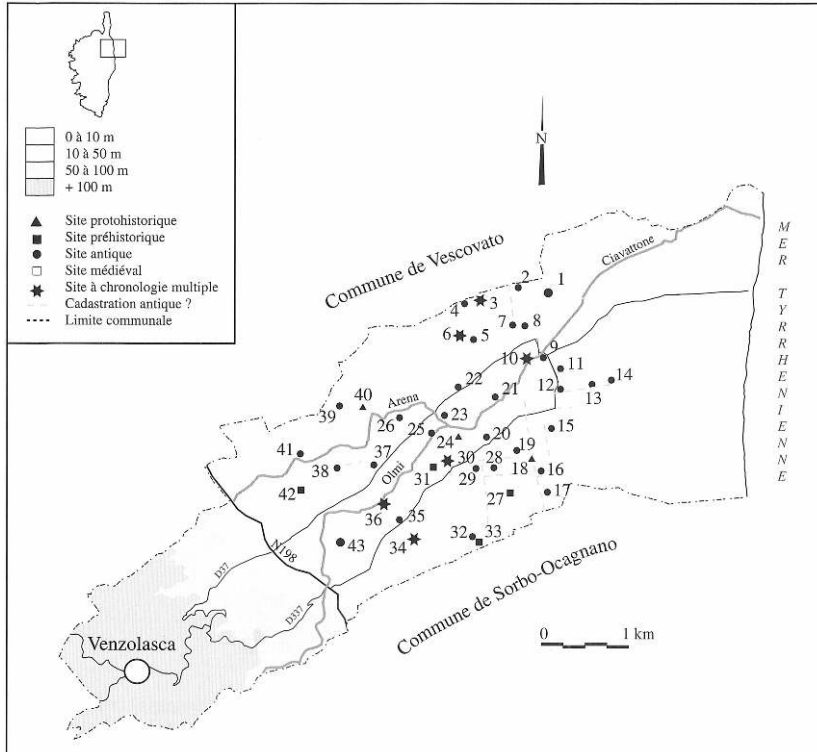 0 à 10 m
10 à 50 m
50 à 100 m
+ 100 m
Site protohistorique
Site préhistorique
Site antique
Site médiéval
Site à chronologie multiple
Cadastration antique ?
Limite communale
N
Commune de Vescovato
Ciavattone
MER TYRRHENIENNE
1
2
3
4
5
6
7
8
9
10
11
12
13
14
15
16
17
18
19
20
21
22
23
24
25
26
27
28
29
30
31
32
33
34
35
36
37
38
39
40
41
42
43
Arena
Olmi
N198
D37
D337
Venzolasca
Commune de Sorbo-Ocagnano
0 1 km